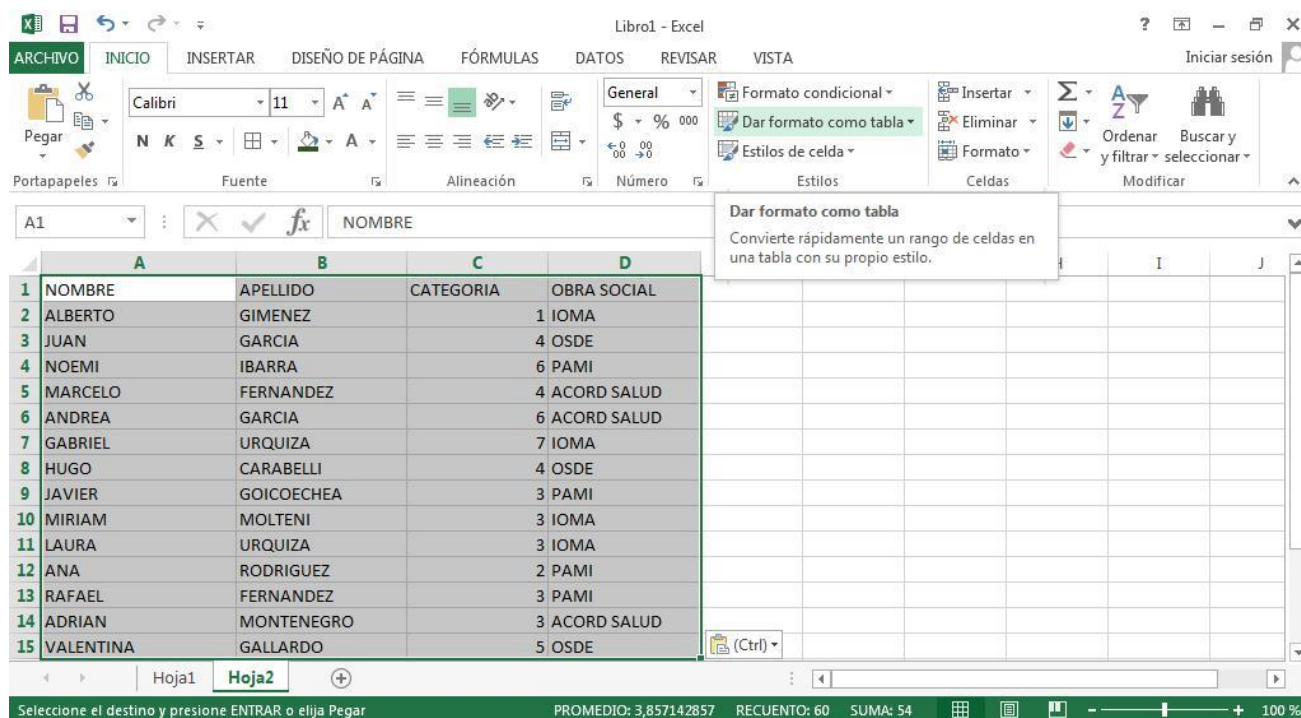 Libro1 - Excel
ARCHIVO INICIO INSERTAR DISEÑO DE PÁGINA FÓRMULAS DATOS REVISAR VISTA Iniciar sesión
Pegar
Calibri 11
N K S
General
$ % 000
Formato condicional
Dar formato como tabla
Estilos de celda
Insertar
Eliminar
Formato
Ordenar y filtrar
Buscar y seleccionar
Portapapeles Fuente Alineación Número Estilos Celdas Modificar
A1 fx NOMBRE
Dar formato como tabla
Convierte rápidamente un rango de celdas en
una tabla con su propio estilo.
A B C D I J
1 NOMBRE APELLIDO CATEGORIA OBRA SOCIAL
2 ALBERTO GIMENEZ 1 IOMA
3 JUAN GARCIA 4 OSDE
4 NOEMI IBARRA 6 PAMI
5 MARCELO FERNANDEZ 4 ACORD SALUD
6 ANDREA GARCIA 6 ACORD SALUD
7 GABRIEL URQUIZA 7 IOMA
8 HUGO CARABELLI 4 OSDE
9 JAVIER GOICOECHEA 3 PAMI
10 MIRIAM MOLTENI 3 IOMA
11 LAURA URQUIZA 3 IOMA
12 ANA RODRIGUEZ 2 PAMI
13 RAFAEL FERNANDEZ 3 PAMI
14 ADRIAN MONTENEGRO 3 ACORD SALUD
15 VALENTINA GALLARDO 5 OSDE
(Ctrl)
Hoja1 Hoja2
Seleccione el destino y presione ENTRAR o elija Pegar PROMEDIO: 3,857142857 RECUENTO: 60 SUMA: 54 100 %